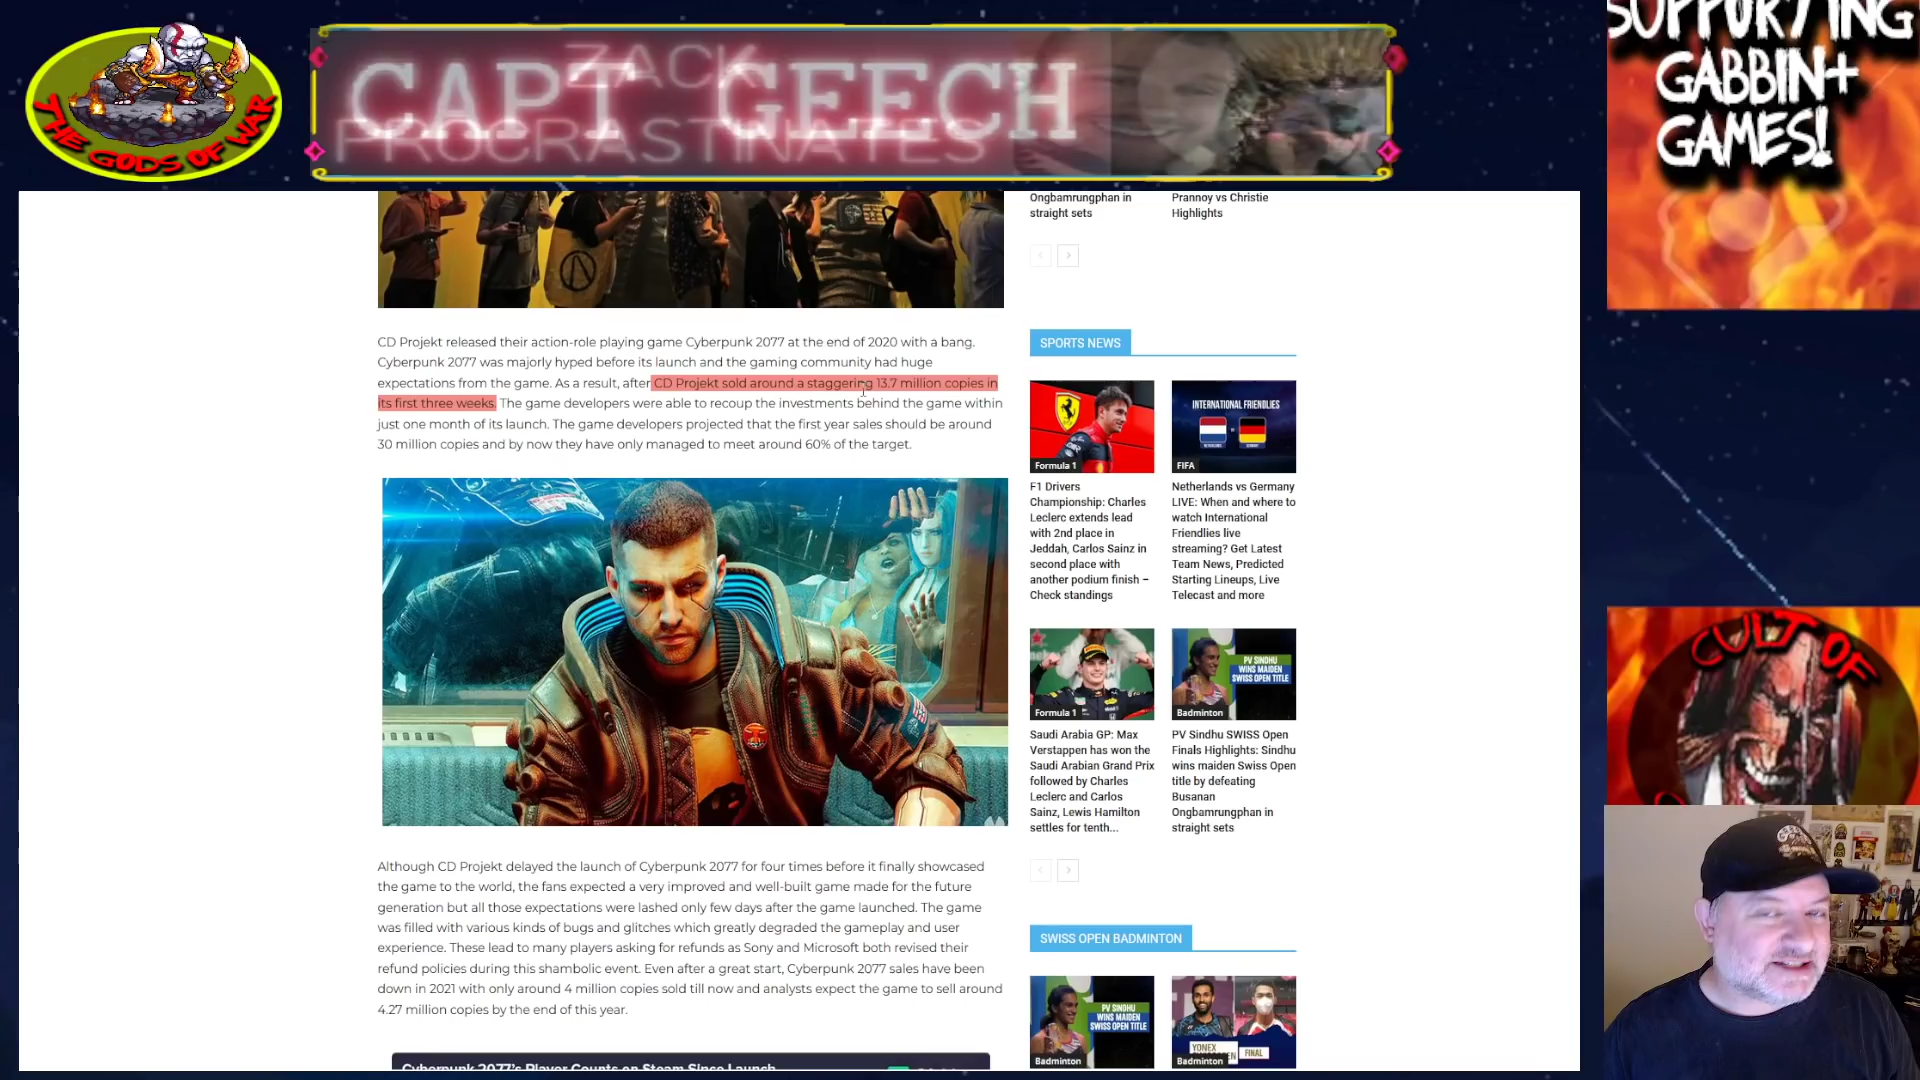 THE GODS OF WAR
ZACK
CAPT GEECH
PROCRASTINATES
SUPPORTING
GABBIN+
GAMES!
Ongbamrungphan in
straight sets
Prannoy vs Christie
Highlights
CD Projekt released their action-role playing game Cyberpunk 2077 at the end of 2020 with a bang.
Cyberpunk 2077 was majorly hyped before its launch and the gaming community had huge
expectations from the game. As a result, after CD Projekt sold around a staggering 13.7 million copies in
its first three weeks. The game developers were able to recoup the investments behind the game within
just one month of its launch. The game developers projected that the first year sales should be around
30 million copies and by now they have only managed to meet around 60% of the target.
Although CD Projekt delayed the launch of Cyberpunk 2077 for four times before it finally showcased
the game to the world, the fans expected a very improved and well-built game made for the future
generation but all those expectations were lashed only few days after the game launched. The game
was filled with various kinds of bugs and glitches which greatly degraded the gameplay and user
experience. These lead to many players asking for refunds as Sony and Microsoft both revised their
refund policies during this shambolic event. Even after a great start, Cyberpunk 2077 sales have been
down in 2021 with only around 4 million copies sold till now and analysts expect the game to sell around
4.27 million copies by the end of this year.
Cyberpunk 2077's Player Counts on Steam Since Launch
SPORTS NEWS
Formula 1
F1 Drivers
Championship: Charles
Leclerc extends lead
with 2nd place in
Jeddah, Carlos Sainz in
second place with
another podium finish –
Check standings
INTERNATIONAL FRIENDLIES
FIFA
Netherlands vs Germany
LIVE: When and where to
watch International
Friendlies live
streaming? Get Latest
Team News, Predicted
Starting Lineups, Live
Telecast and more
Formula 1
Saudi Arabia GP: Max
Verstappen has won the
Saudi Arabian Grand Prix
followed by Charles
Leclerc and Carlos
Sainz, Lewis Hamilton
settles for tenth...
PV SINDHU
WINS MAIDEN
SWISS OPEN TITLE
Badminton
PV Sindhu SWISS Open
Finals Highlights: Sindhu
wins maiden Swiss Open
title by defeating
Busanan
Ongbamrungphan in
straight sets
SWISS OPEN BADMINTON
PV SINDHU
WINS MAIDEN
SWISS OPEN TITLE
Badminton
YONEX
FINAL
Badminton
CULT OF